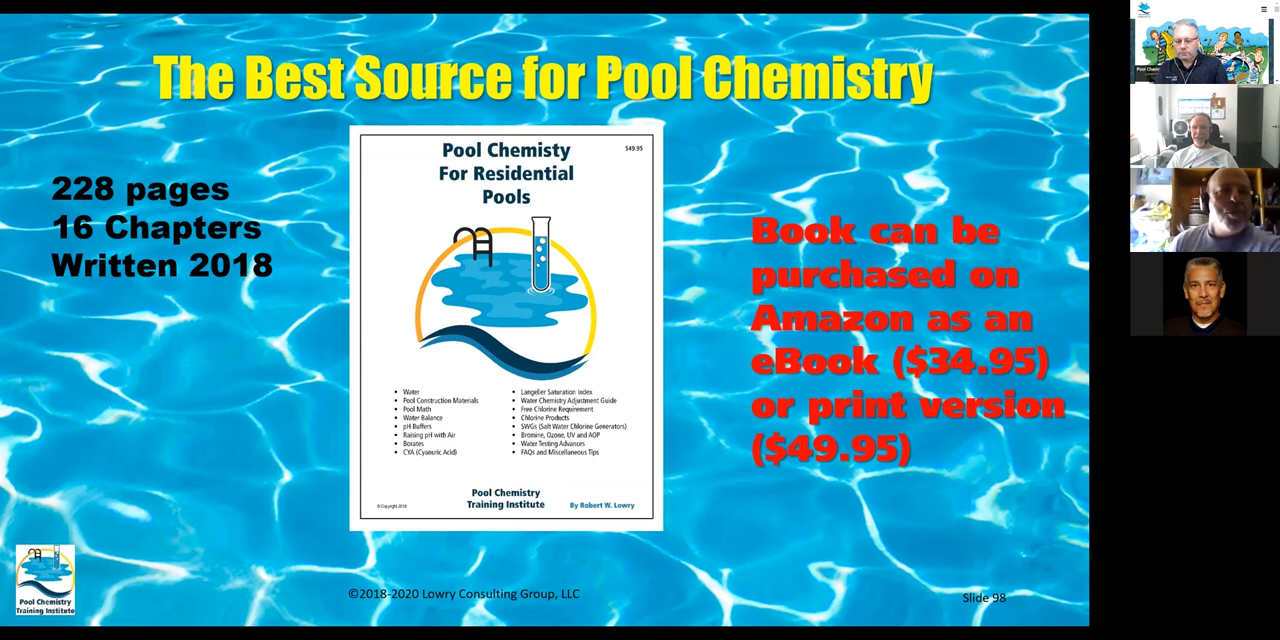 The Best Source for Pool Chemistry
228 pages
16 Chapters
Written 2018
Pool Chemisty
For Residential
Pools
$49.95
• Water
• Pool Construction Materials
• Pool Math
• Water Balance
• pH Buffers
• Raising pH with Air
• Borates
• CYA (Cyanuric Acid)
• Langelier Saturation Index
• Water Chemistry Adjustment Guide
• Free Chlorine Requirement
• Chlorine Products
• SWGs (Salt Water Chlorine Generators)
• Bromine, Ozone, UV and AOP
• Water Testing Advances
• FAQs and Miscellaneous Tips
© Copyright 2018
Pool Chemistry
Training Institute
By Robert W. Lowry
Book can be
purchased on
Amazon as an
eBook ($34.95)
or print version
($49.95)
Pool Chemistry
Training Institute
©2018-2020 Lowry Consulting Group, LLC
Slide 98